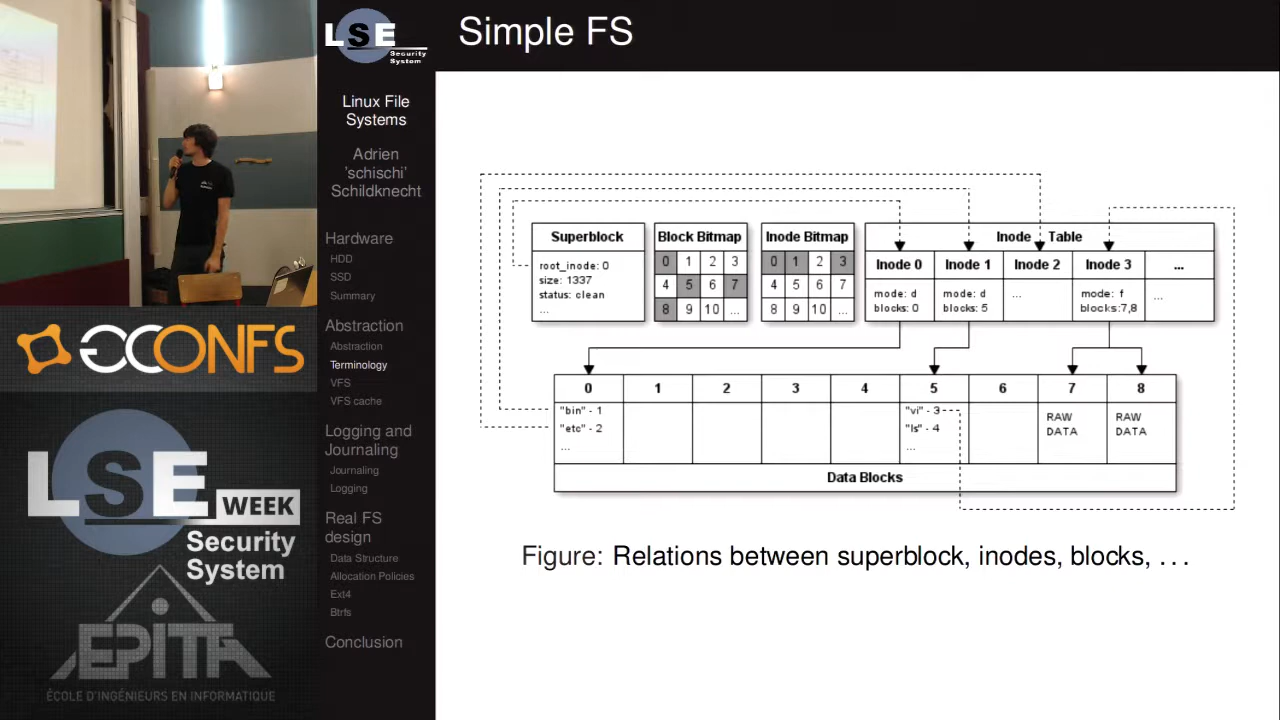 LSE
Security
System
Linux File
Systems
Adrien
'schischi'
Schildknecht
Hardware
HDD
SSD
Summary
Abstraction
Abstraction
Terminology
VFS
VFS cache
Logging and
Journaling
Journaling
Logging
Real FS
design
Data Structure
Allocation Policies
Ext4
Btrfs
Conclusion
Simple FS
Superblock
root_inode: 0
size: 1337
status: clean
...
Block Bitmap
0 1 2 3
4 5 6 7
8 9 10 ...
Inode Bitmap
0 1 2 3
4 5 6 7
8 9 10 ...
Inode Table
Inode 0 Inode 1 Inode 2 Inode 3 ...
mode: d
blocks: 0
mode: d
blocks: 5
...
mode: f
blocks:7,8
...
0 1 2 3 4 5 6 7 8
"bin" - 1
"etc" - 2
...
"vi" - 3
"ls" - 4
...
RAW
DATA
RAW
DATA
Data Blocks
Figure: Relations between superblock, inodes, blocks, ...
ECONFS
LSE
WEEK
Security
System
EPITA
ÉCOLE D'INGÉNIEURS EN INFORMATIQUE